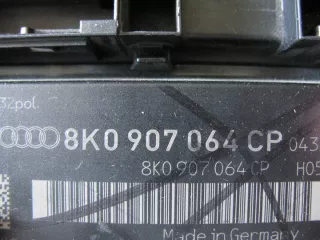 32pol.
8K0 907 064 CP 043
8K0 907 064 CP H05
Made in Germany